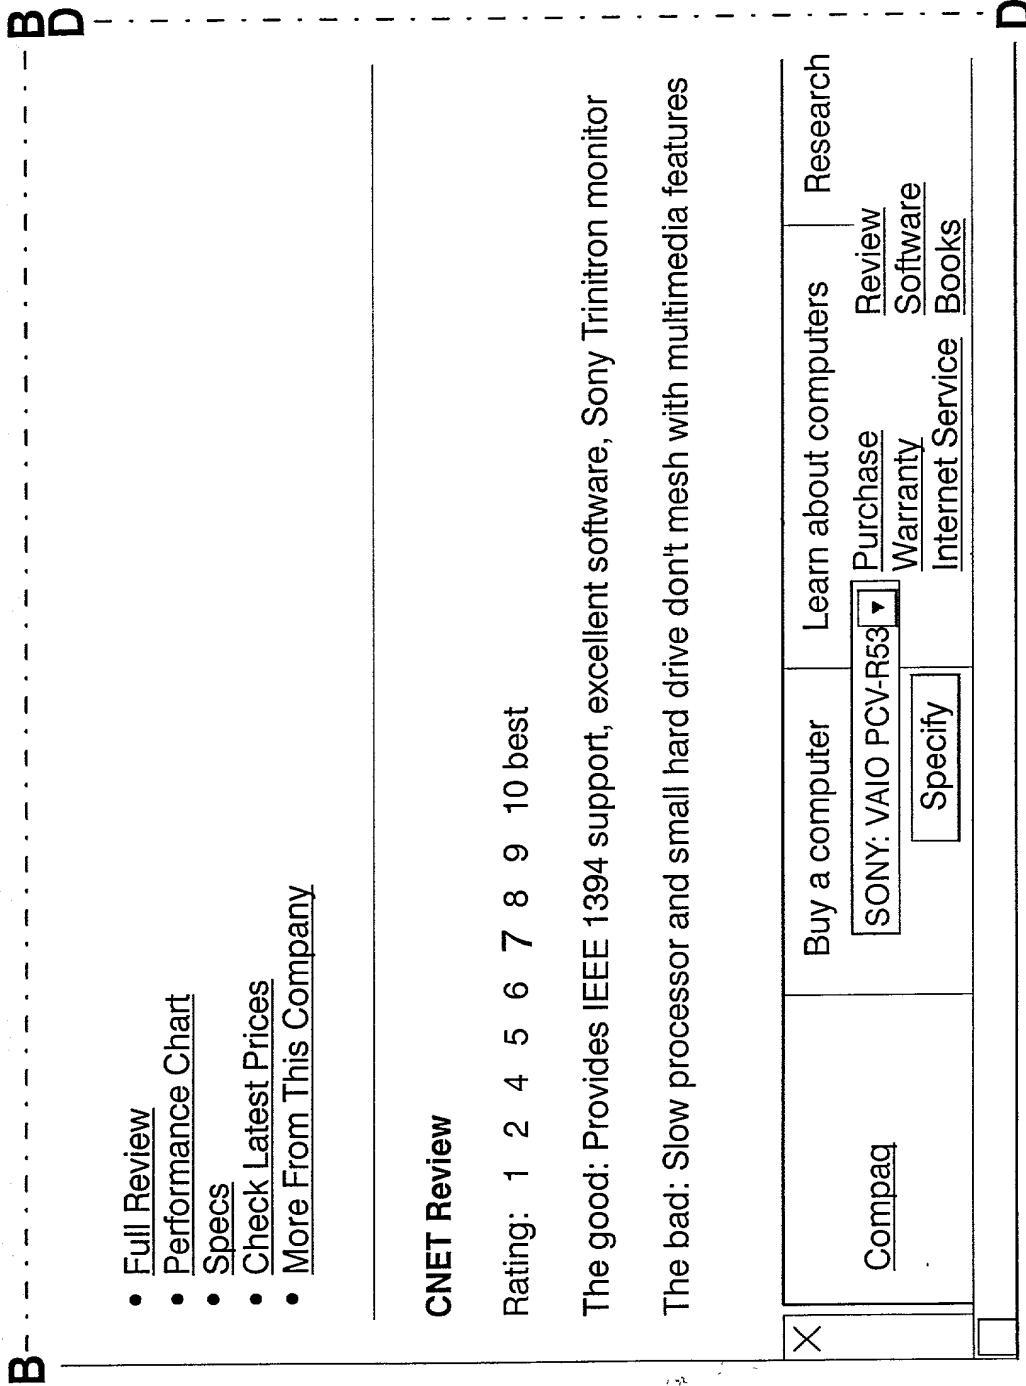 B B
D D
• Full Review
• Performance Chart
• Specs
• Check Latest Prices
• More From This Company
CNET Review
Rating: 1 2 4 5 6 7 8 9 10 best
The good: Provides IEEE 1394 support, excellent software, Sony Trinitron monitor
The bad: Slow processor and small hard drive don't mesh with multimedia features
X Buy a computer Learn about computers Research
Compaq SONY: VAIO PCV-R53 ▼ Purchase Review
Warranty Software
Specify Internet Service Books